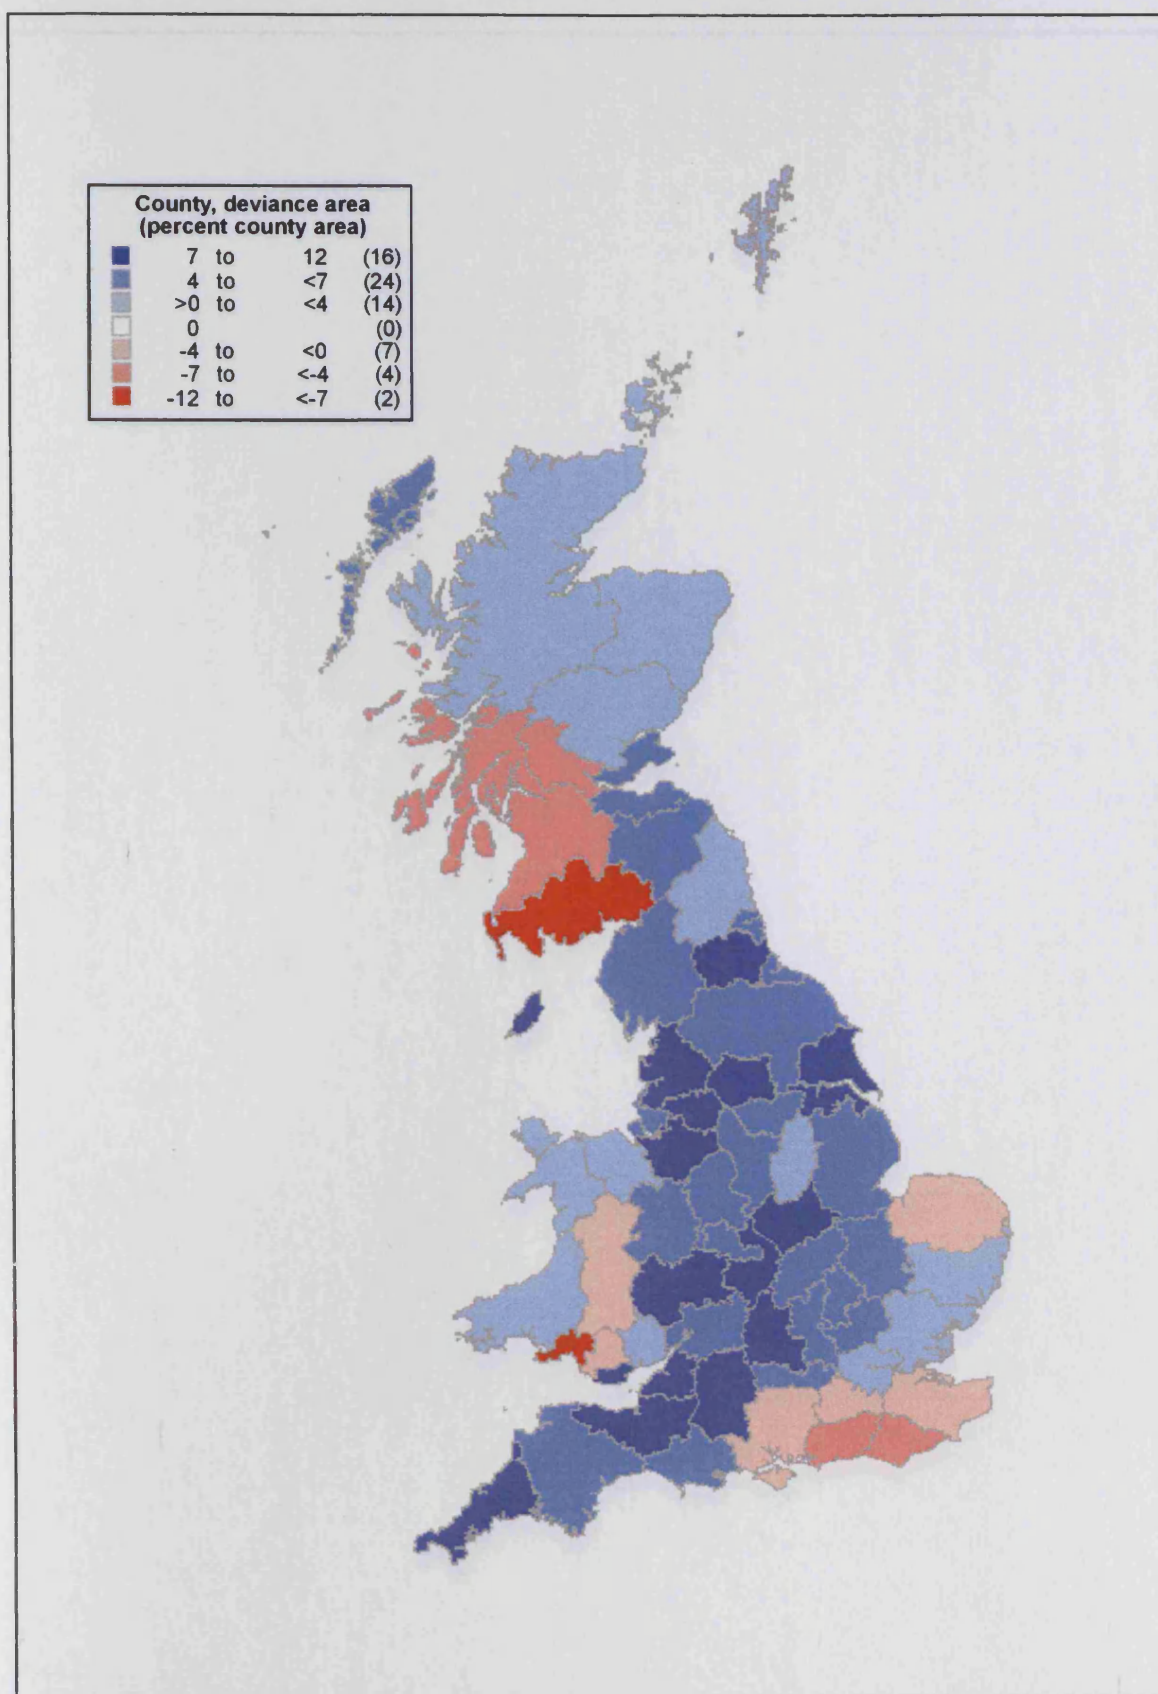 County, deviance area
(percent county area)
7 to 12 (16)
4 to <7 (24)
>0 to <4 (14)
0 (0)
-4 to <0 (7)
-7 to <-4 (4)
-12 to <-7 (2)